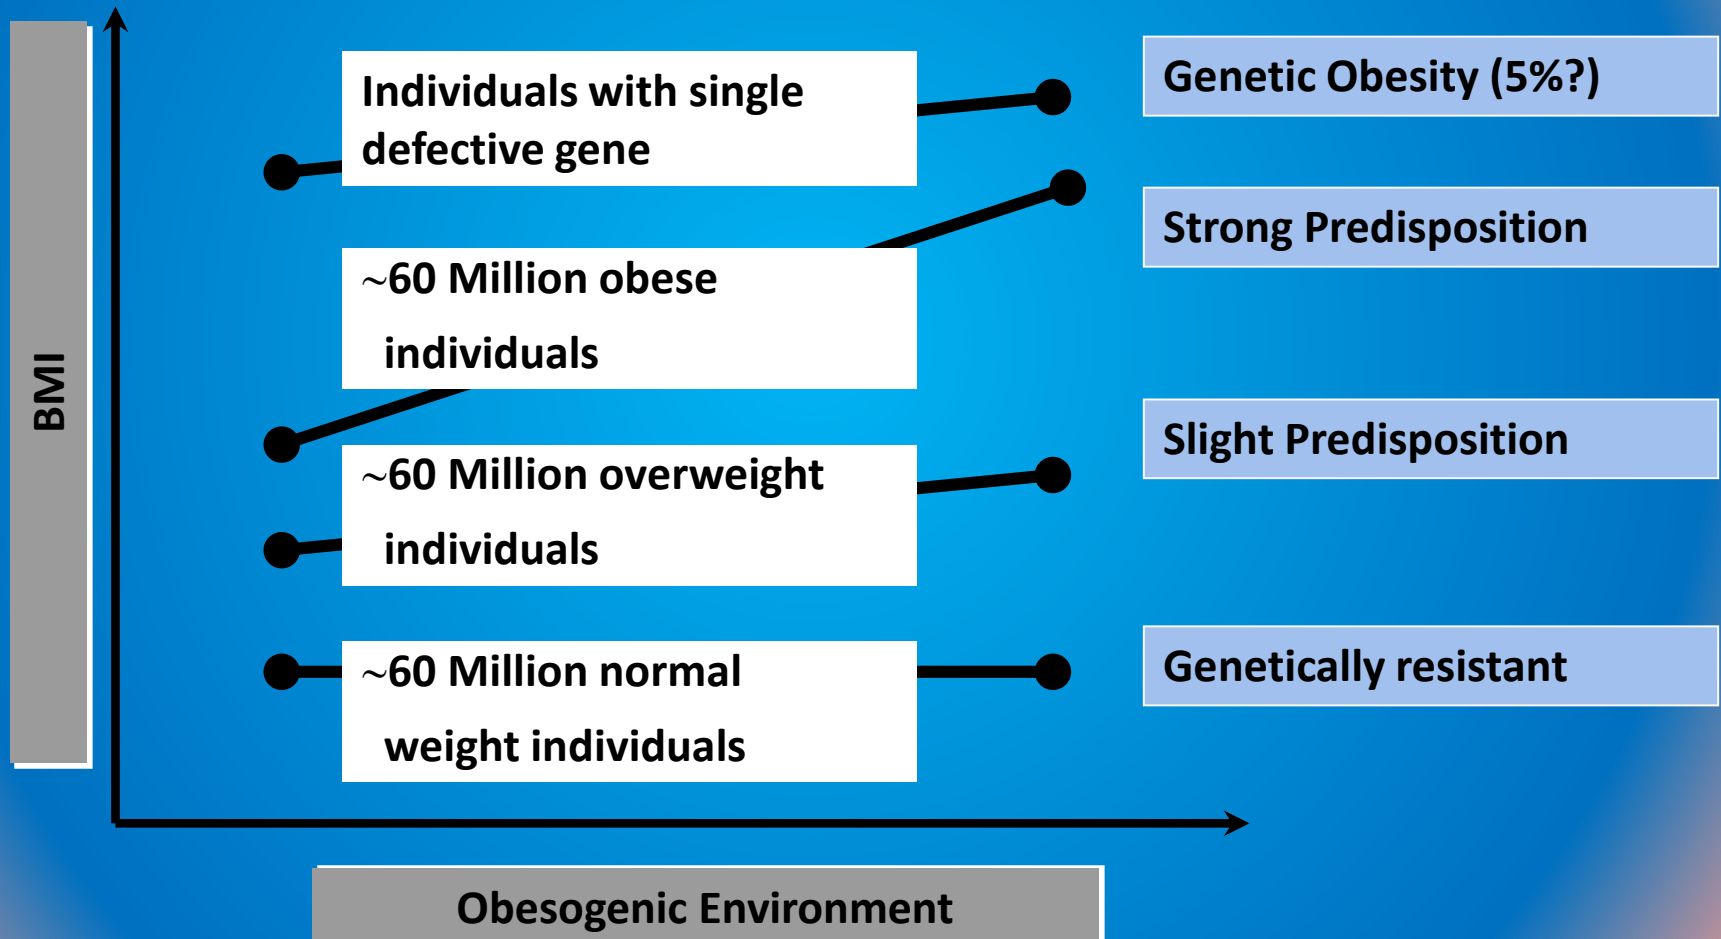 BMI
Individuals with single
defective gene
~60 Million obese
individuals
~60 Million overweight
individuals
~60 Million normal
weight individuals
Genetic Obesity (5%?)
Strong Predisposition
Slight Predisposition
Genetically resistant
Obesogenic Environment